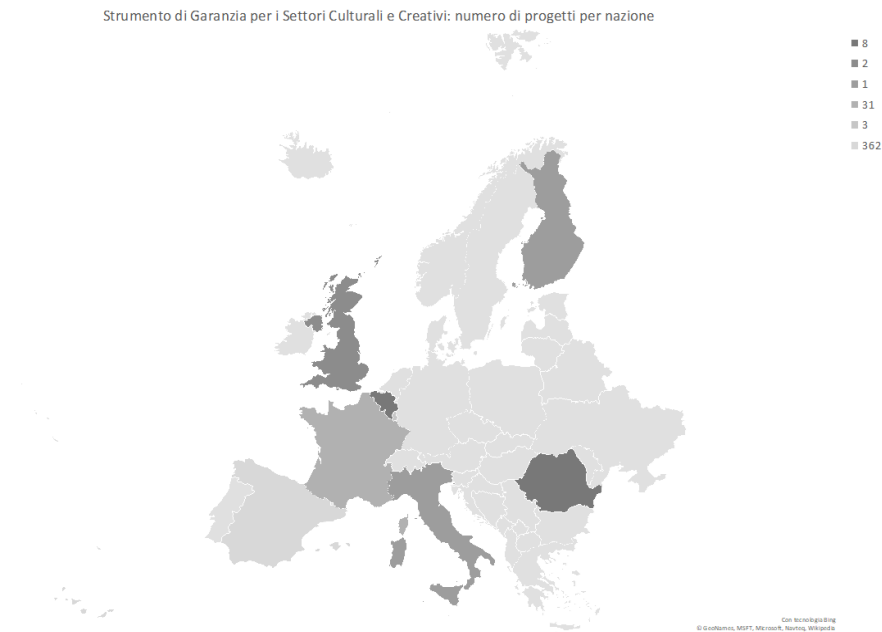 Strumento di Garanzia per i Settori Culturali e Creativi: numero di progetti per nazione
8
2
1
31
3
362
Con tecnologia Bing
© GeoNames, MSFT, Microsoft, Navteq, Wikipedia